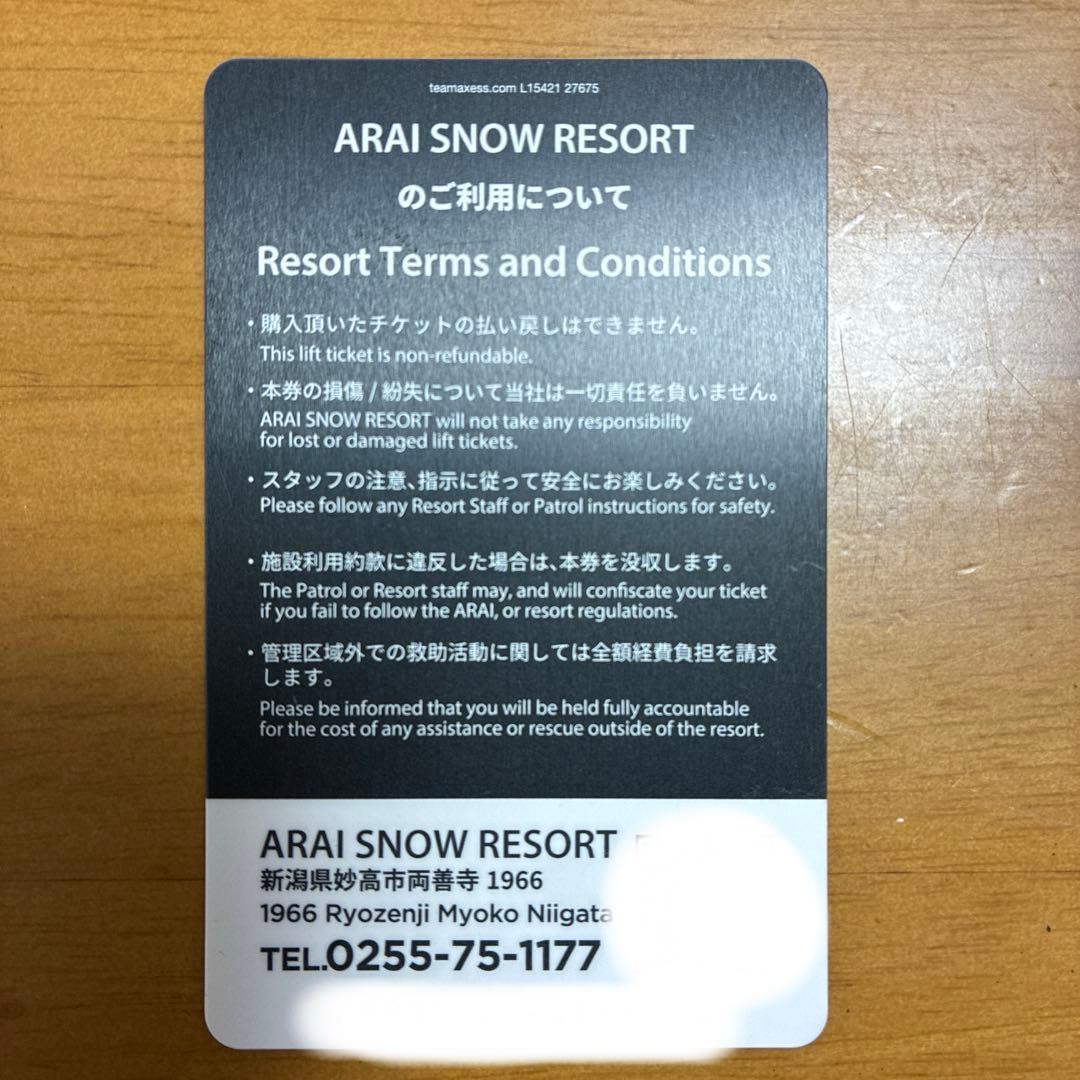 teamaxess.com L15421 27675
ARAI SNOW RESORT
のご利用について
Resort Terms and Conditions
・購入頂いたチケットの払い戻しはできません。
This lift ticket is non-refundable.
・本券の損傷 / 紛失について当社は一切責任を負いません。
ARAI SNOW RESORT will not take any responsibility
for lost or damaged lift tickets.
・スタッフの注意、指示に従って安全にお楽しみください。
Please follow any Resort Staff or Patrol instructions for safety.
・施設利用約款に違反した場合は、本券を没収します。
The Patrol or Resort staff may, and will confiscate your ticket
if you fail to follow the ARAI, or resort regulations.
・管理区域外での救助活動に関しては全額経費負担を請求
します。
Please be informed that you will be held fully accountable
for the cost of any assistance or rescue outside of the resort.
ARAI SNOW RESORT
新潟県妙高市両善寺 1966
1966 Ryozenji Myoko Niigata
TEL.0255-75-1177